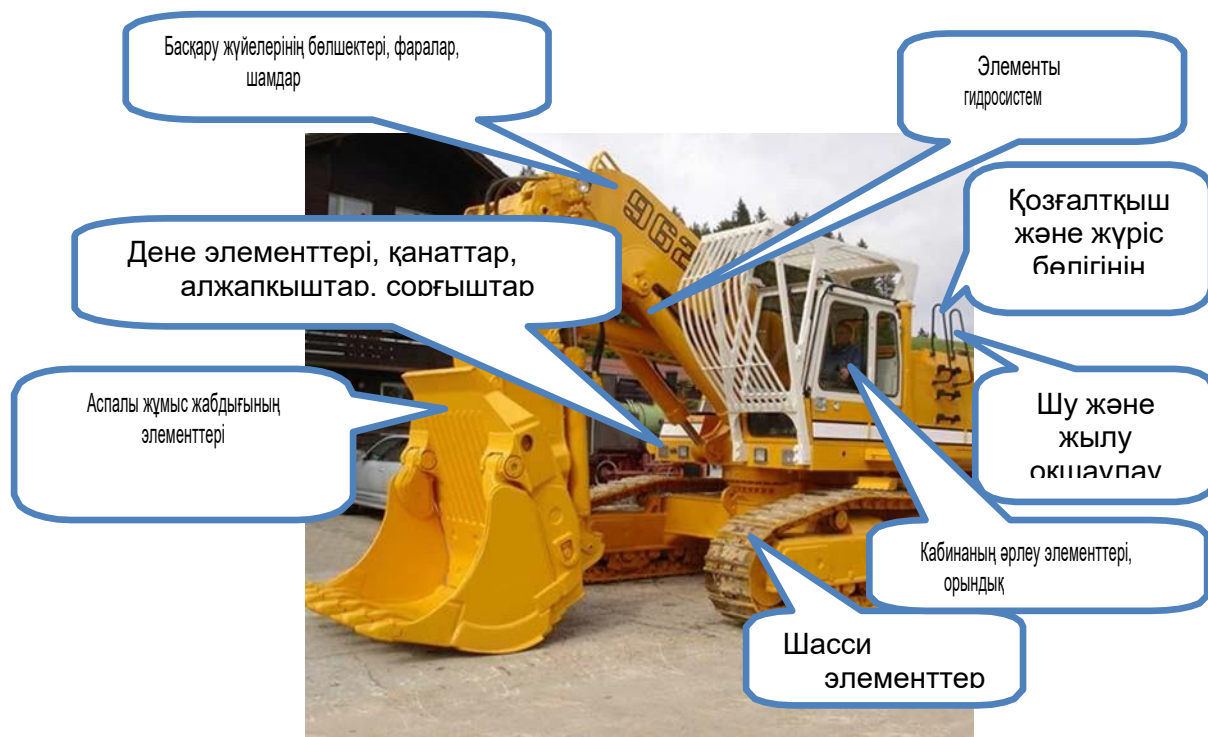 Басқару жүйелерінің бөлшектері, фаралар,
шамдар
Элементы
гидросистем
962
Қозғалтқыш
және жүріс
бөлігінің
Дене элементтері, қанаттар,
алжапқыштар, сорғыштар
Аспалы жұмыс жабдығының
элементтері
Шу және
жылу
оқшаулау
Кабинаның әрлеу элементтері,
орындық
Шасси
элементтер